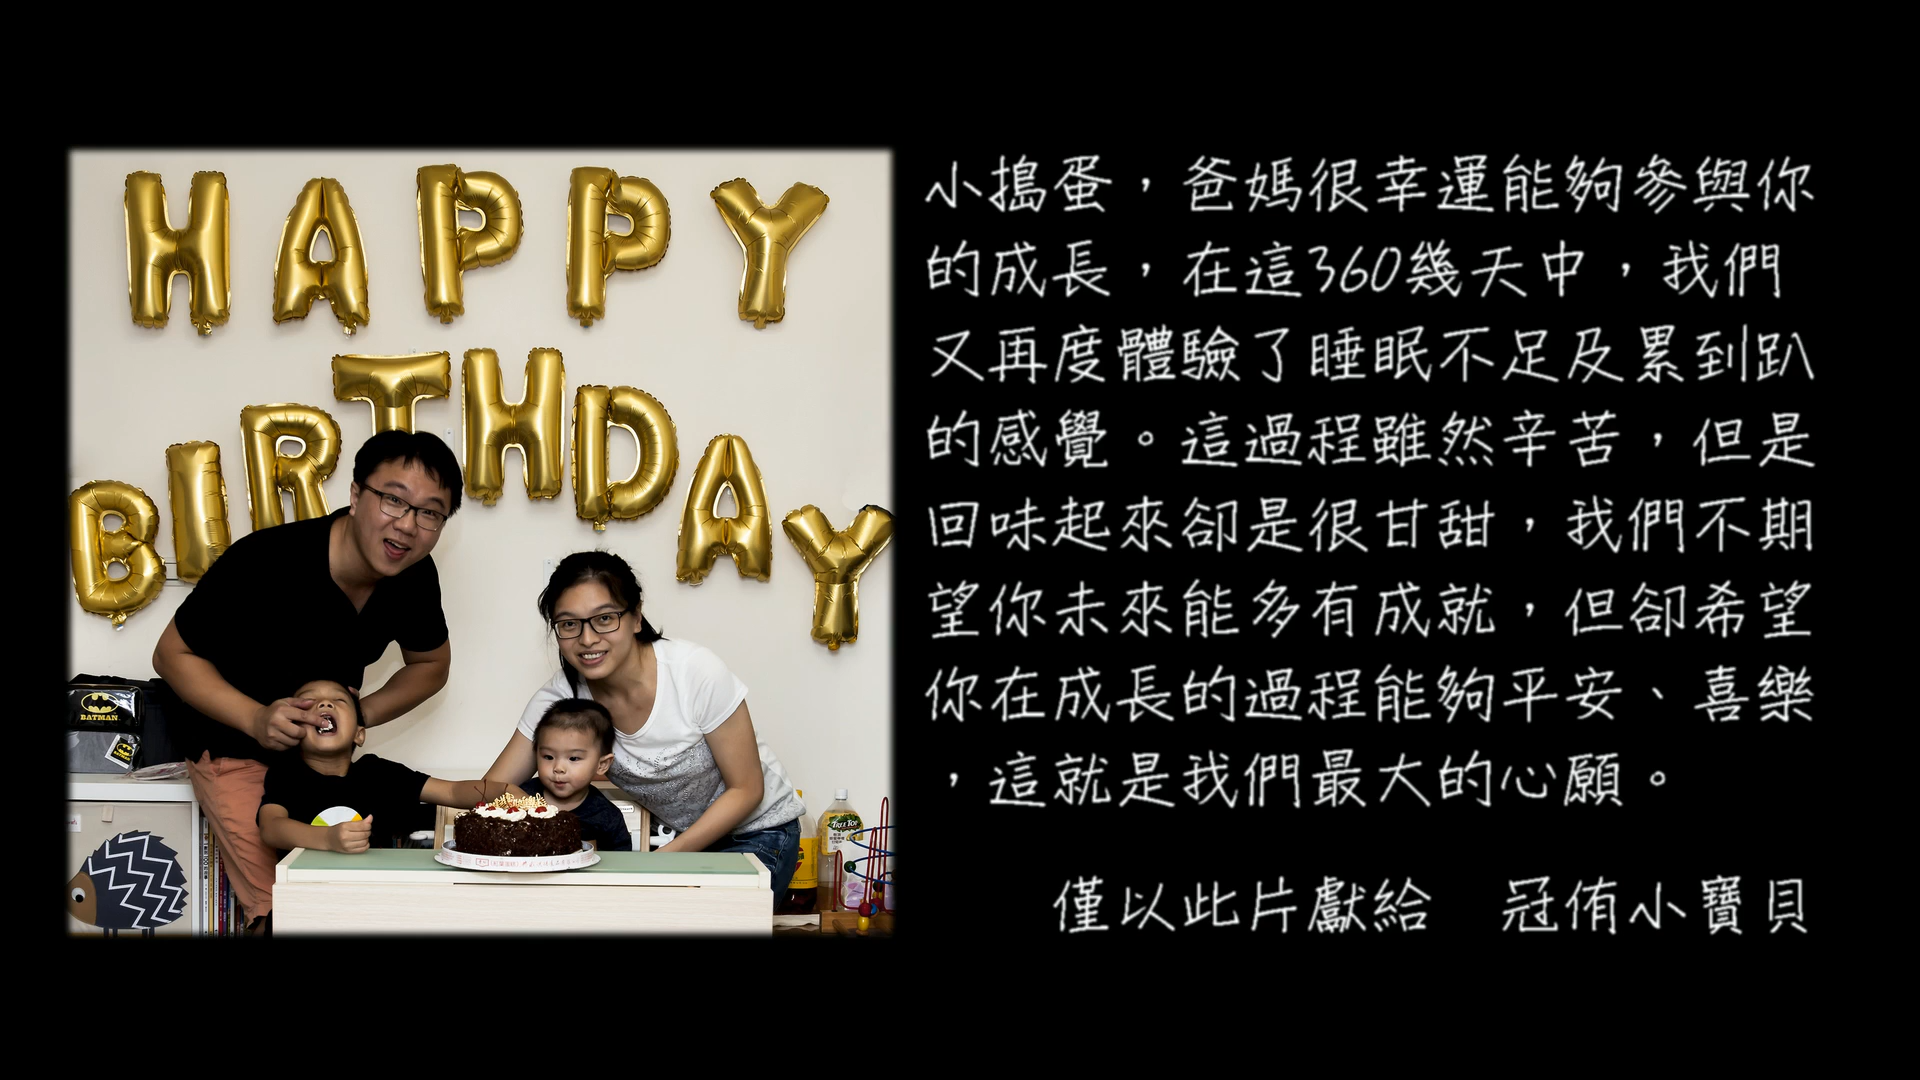 HAPPY
BIRTHDAY
BATMAN
TREE TOP
小搗蛋，爸媽很幸運能夠參與你
的成長，在這360幾天中，我們
又再度體驗了睡眠不足及累到趴
的感覺。這過程雖然辛苦，但是
回味起來卻是很甘甜，我們不期
望你未來能多有成就，但卻希望
你在成長的過程能夠平安、喜樂
，這就是我們最大的心願。
僅以此片獻給　冠侑小寶貝